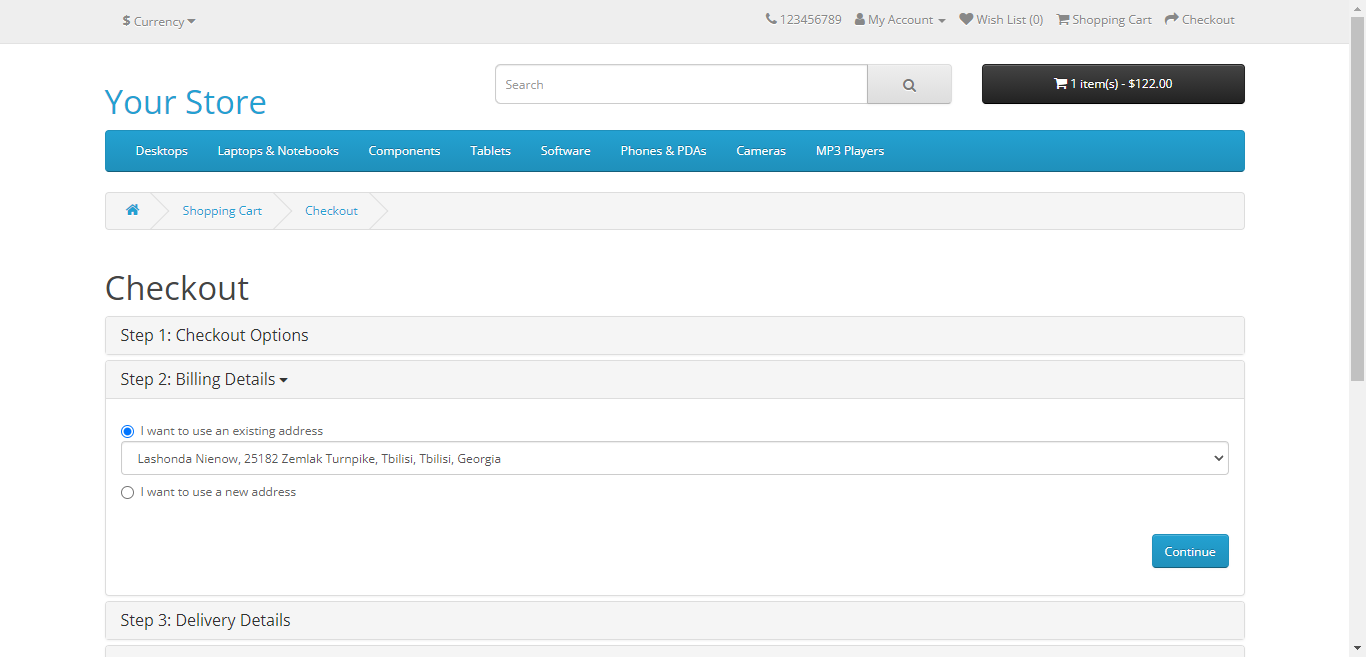 $ Currency
123456789 My Account Wish List (0) Shopping Cart Checkout
Your Store
Search
1 item(s) - $122.00
Desktops Laptops & Notebooks Components Tablets Software Phones & PDAs Cameras MP3 Players
Shopping Cart Checkout
Checkout
Step 1: Checkout Options
Step 2: Billing Details
I want to use an existing address
Lashonda Nienow, 25182 Zemlak Turnpike, Tbilisi, Tbilisi, Georgia
I want to use a new address
Continue
Step 3: Delivery Details